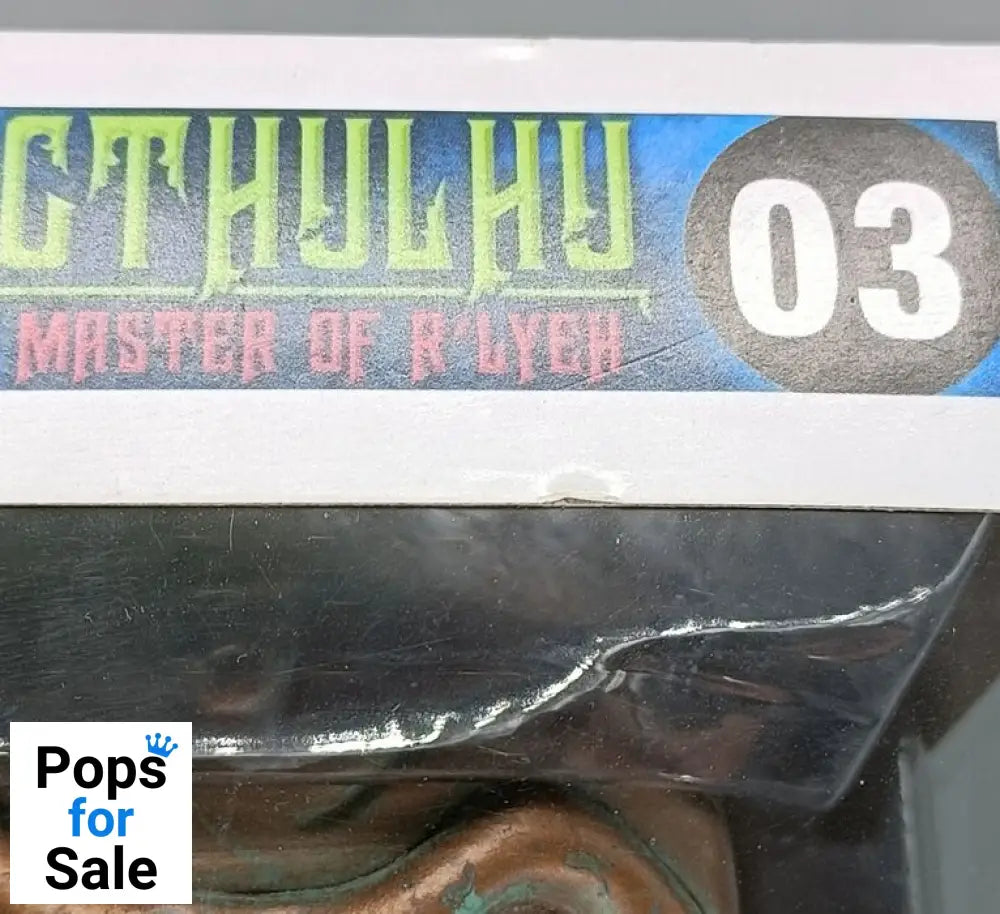 CTHULHU
MASTER OF R'LYEH
03
Pops
for
Sale